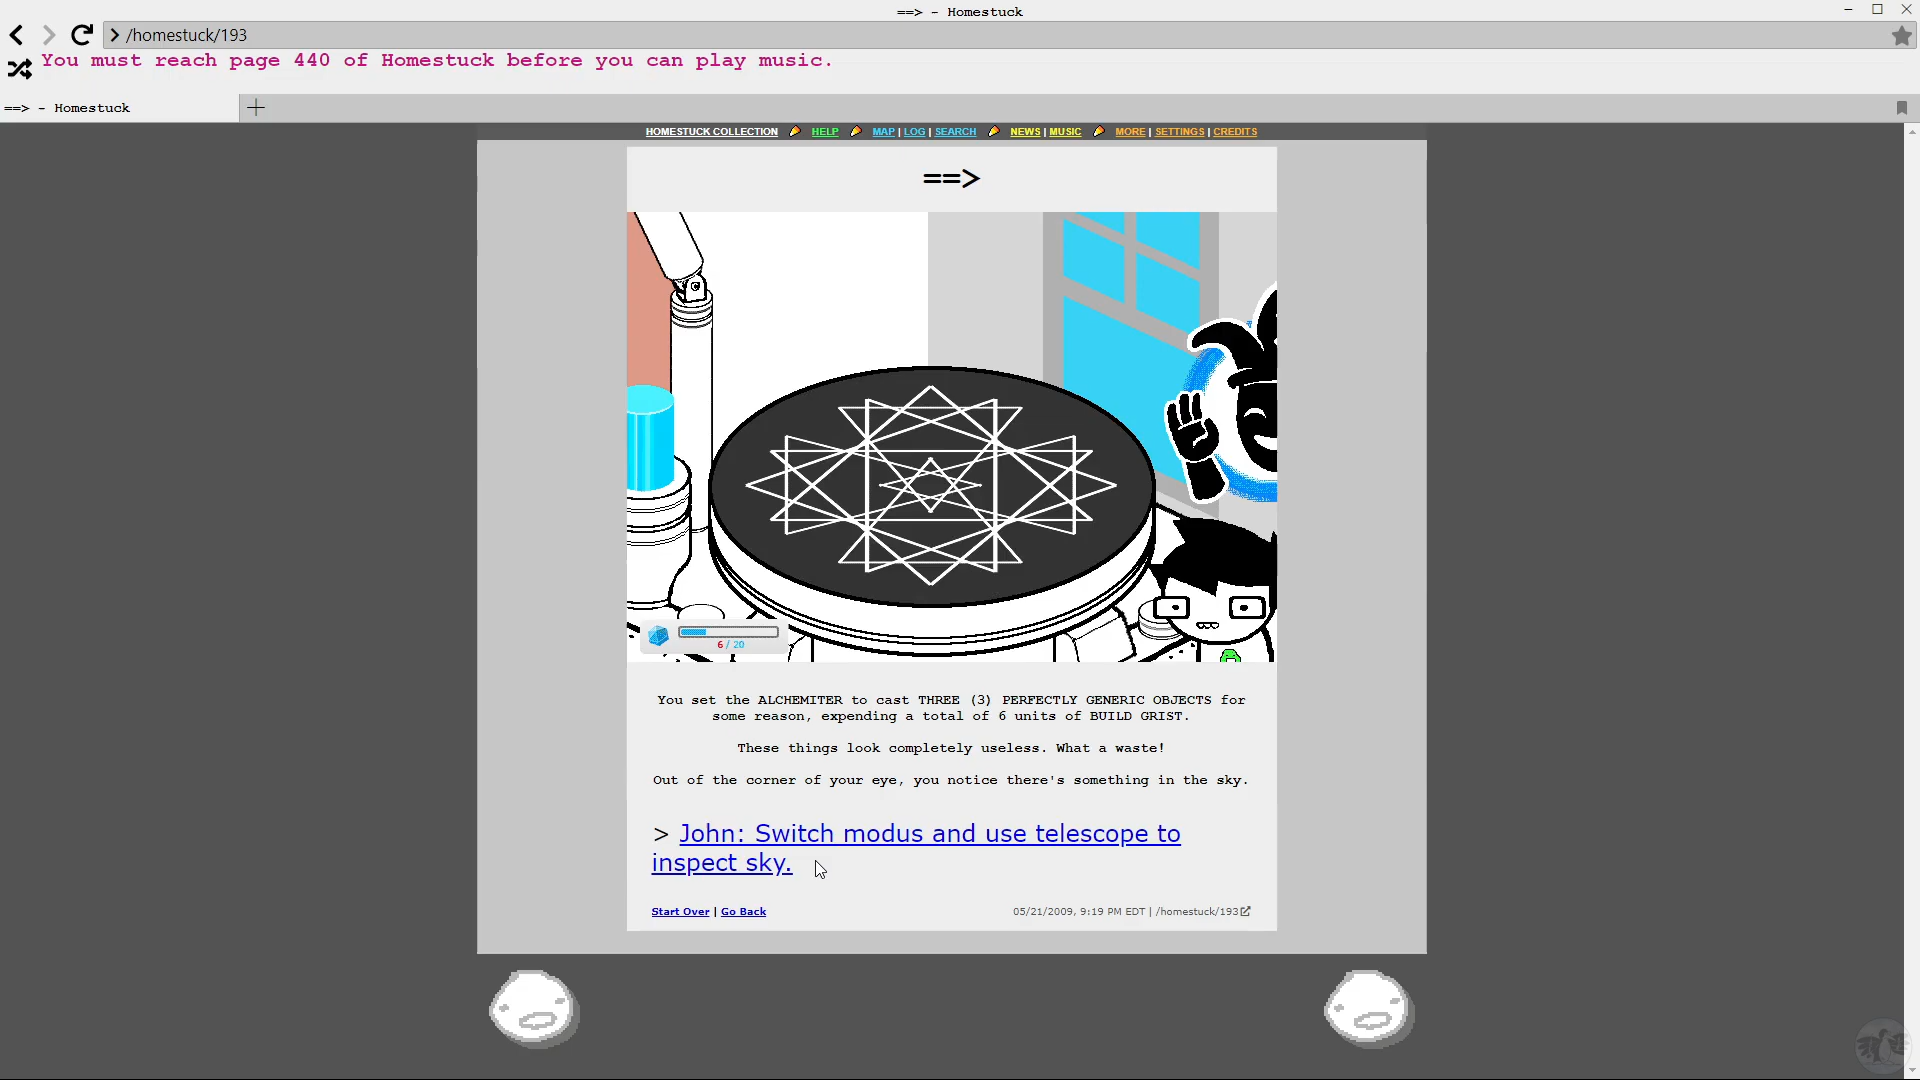 ==> - Homestuck
/homestuck/193
You must reach page 440 of Homestuck before you can play music.
==> - Homestuck
HOMESTUCK COLLECTION HELP MAP | LOG | SEARCH NEWS | MUSIC MORE | SETTINGS | CREDITS
==>
6 / 20
You set the ALCHEMITER to cast THREE (3) PERFECTLY GENERIC OBJECTS for
some reason, expending a total of 6 units of BUILD GRIST.
These things look completely useless. What a waste!
Out of the corner of your eye, you notice there's something in the sky.
> John: Switch modus and use telescope to
inspect sky.
Start Over | Go Back 05/21/2009, 9:19 PM EDT | /homestuck/193